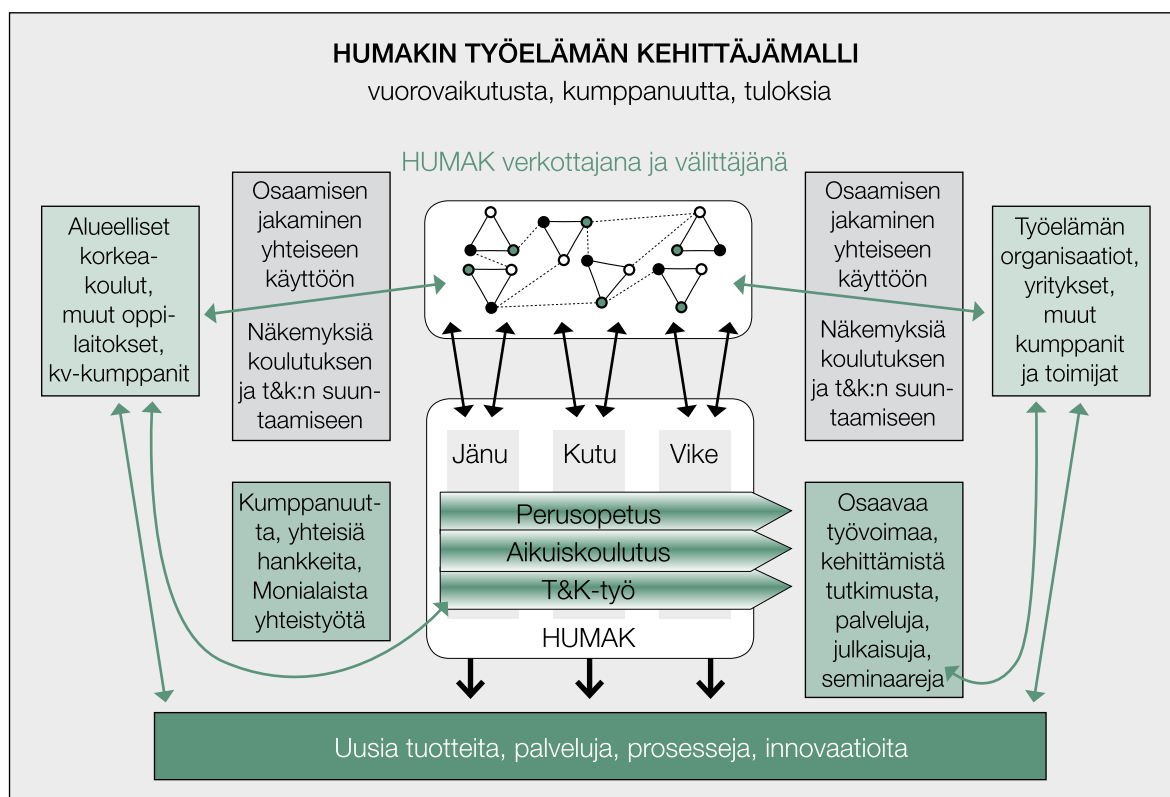 HUMAKIN TYÖELÄMÄN KEHITTÄJÄMALLI
vuorovaikutusta, kumppanuutta, tuloksia
HUMAK verkottajana ja välittäjänä
Alueelliset
korkea-
koulut,
muut oppi-
laitokset,
kv-kumppanit
Osaamisen
jakaminen
yhteiseen
käyttöön
Näkemyksiä
koulutuksen
ja t&k:n suun-
taamiseen
Osaamisen
jakaminen
yhteiseen
käyttöön
Näkemyksiä
koulutuksen
ja t&k:n suun-
taamiseen
Työelämän
organisaatiot,
yritykset,
muut
kumppanit
ja toimijat
Jänu
Kutu
Vike
Kumppanuut-
ta, yhteisiä
hankkeita,
Monialaista
yhteistyötä
Perusopetus
Aikuiskoulutus
T&K-työ
HUMAK
Osaavaa
työvoimaa,
kehittämistä
tutkimusta,
palveluja,
julkaisuja,
seminaareja
Uusia tuotteita, palveluja, prosesseja, innovaatioita